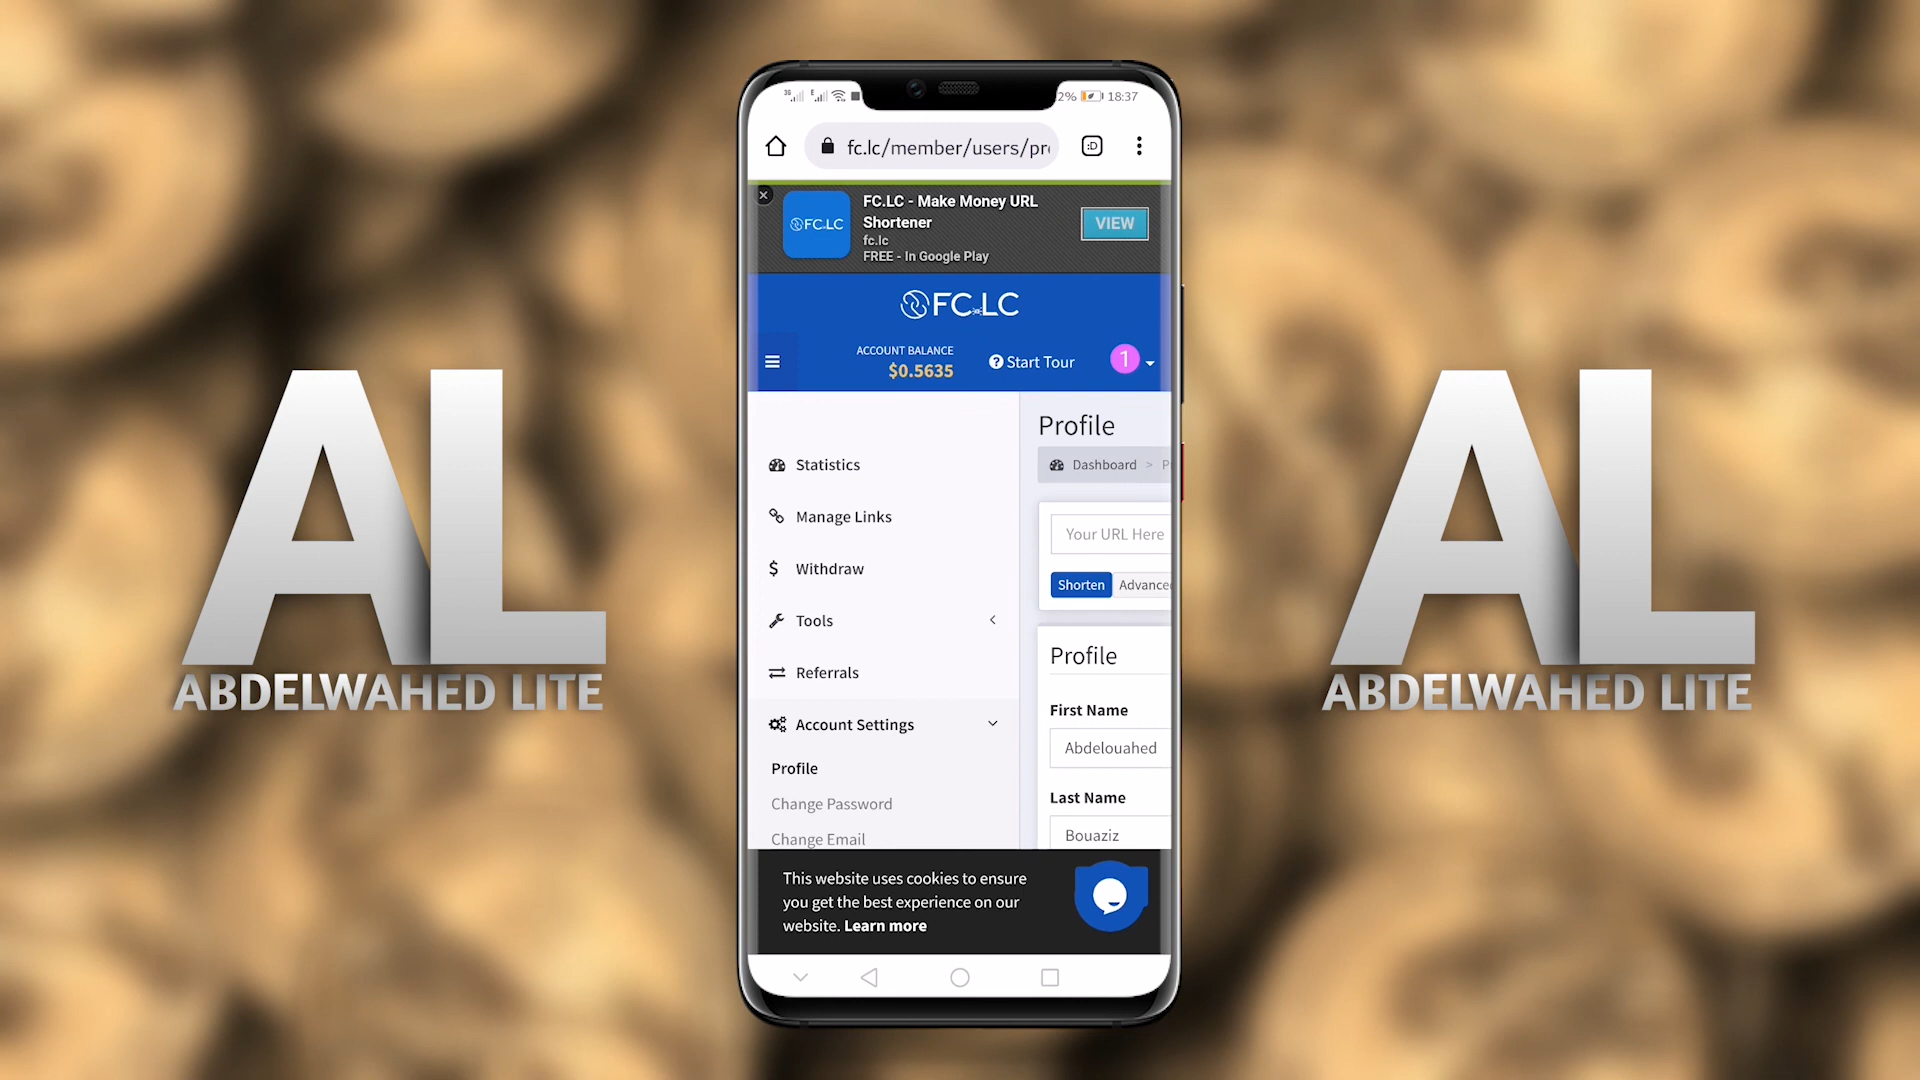 3G
E
2%
18:37
fc.lc/member/users/pr
:D
FC.LC
FC.LC - Make Money URL
Shortener
fc.lc
FREE - In Google Play
VIEW
FC.LC
ACCOUNT BALANCE
$0.5635
Start Tour
1
Statistics
Manage Links
Withdraw
Tools
Referrals
Account Settings
Profile
Change Password
Change Email
Profile
Dashboard > P
Your URL Here
Shorten
Advance
Profile
First Name
Abdelouahed
Last Name
Bouaziz
This website uses cookies to ensure
you get the best experience on our
website. Learn more
AL
ABDELWAHED LITE
AL
ABDELWAHED LITE